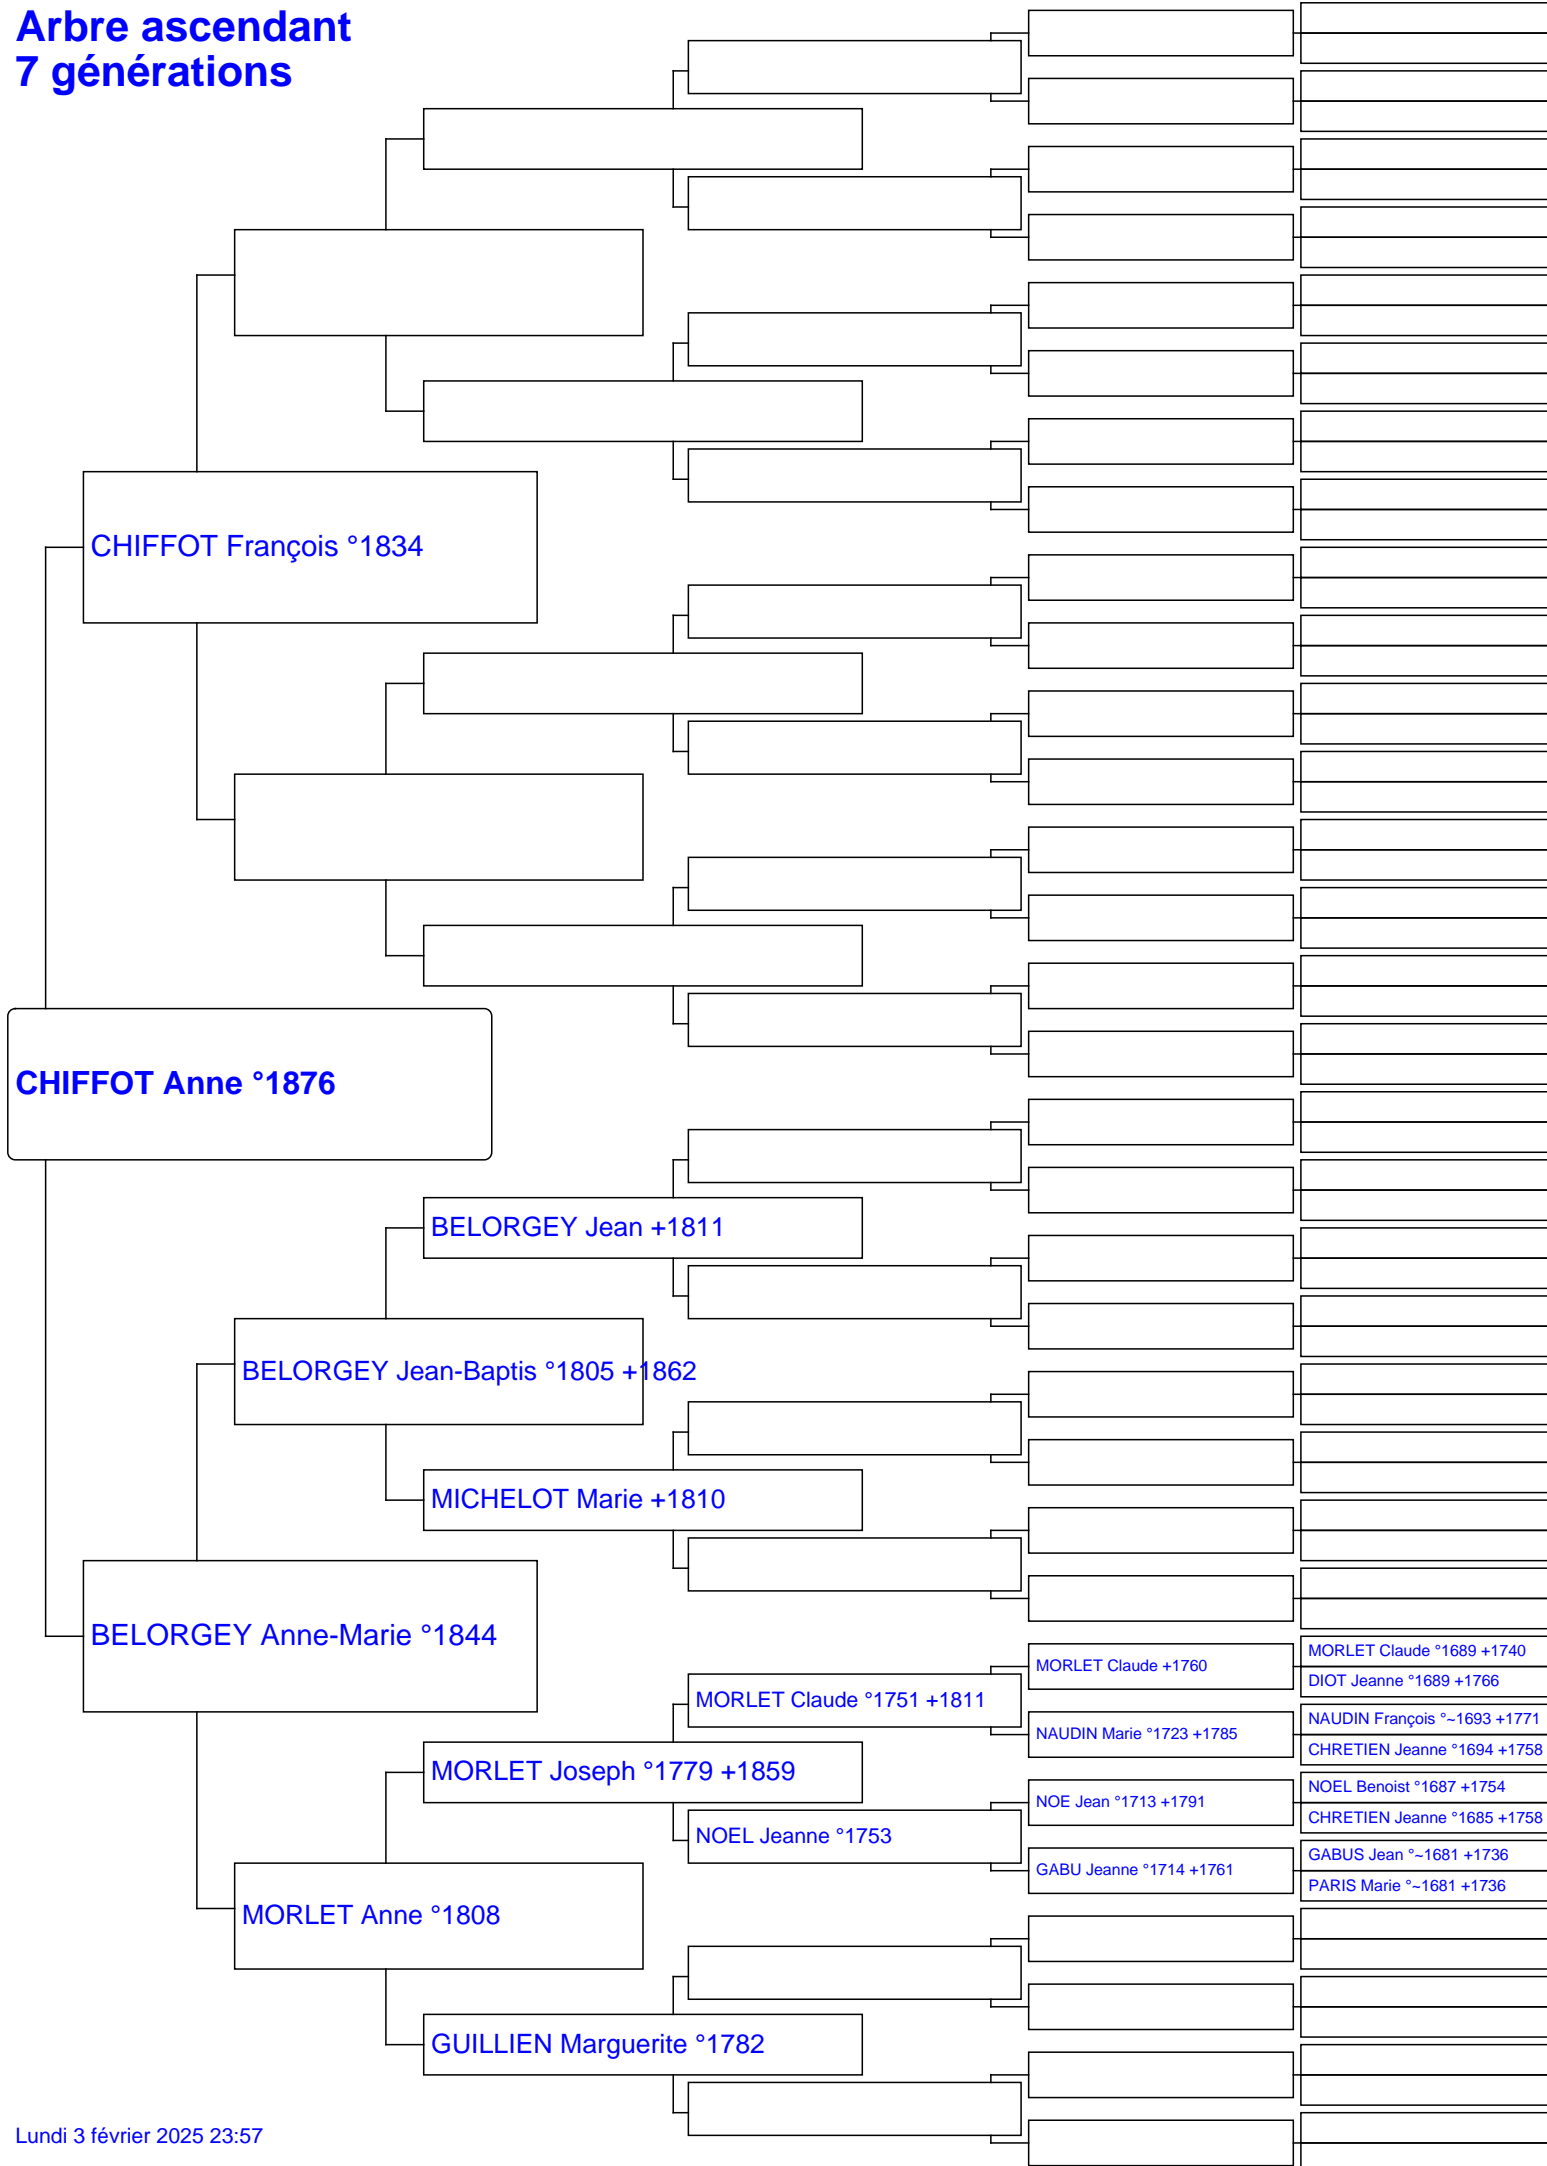 Arbre ascendant
7 générations
CHIFFOT François °1834
CHIFFOT Anne °1876
BELORGEY Jean +1811
BELORGEY Jean-Baptis °1805 +1862
MICHELOT Marie +1810
BELORGEY Anne-Marie °1844
MORLET Claude °1689 +1740
MORLET Claude +1760
DIOT Jeanne °1689 +1766
MORLET Claude °1751 +1811
NAUDIN François °~1693 +1771
NAUDIN Marie °1723 +1785
CHRETIEN Jeanne °1694 +1758
MORLET Joseph °1779 +1859
NOEL Benoist °1687 +1754
NOE Jean °1713 +1791
CHRETIEN Jeanne °1685 +1758
NOEL Jeanne °1753
GABUS Jean °~1681 +1736
GABU Jeanne °1714 +1761
PARIS Marie °~1681 +1736
MORLET Anne °1808
GUILLIEN Marguerite °1782
Lundi 3 février 2025 23:57